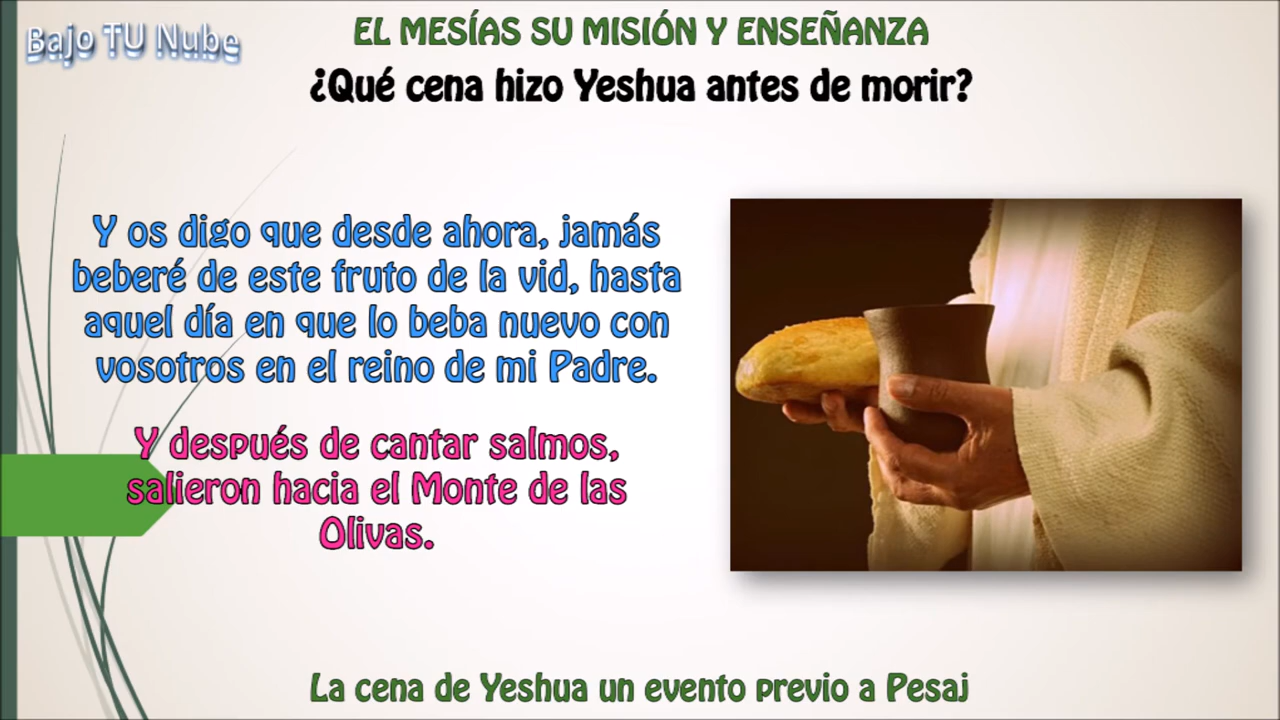 Bajo TU Nube
EL MESÍAS SU MISIÓN Y ENSEÑANZA
¿Qué cena hizo Yeshua antes de morir?
Y os digo que desde ahora, jamás
beberé de este fruto de la vid, hasta
aquel día en que lo beba nuevo con
vosotros en el reino de mi Padre.
Y después de cantar salmos,
salieron hacia el Monte de las
Olivas.
La cena de Yeshua un evento previo a Pesaj